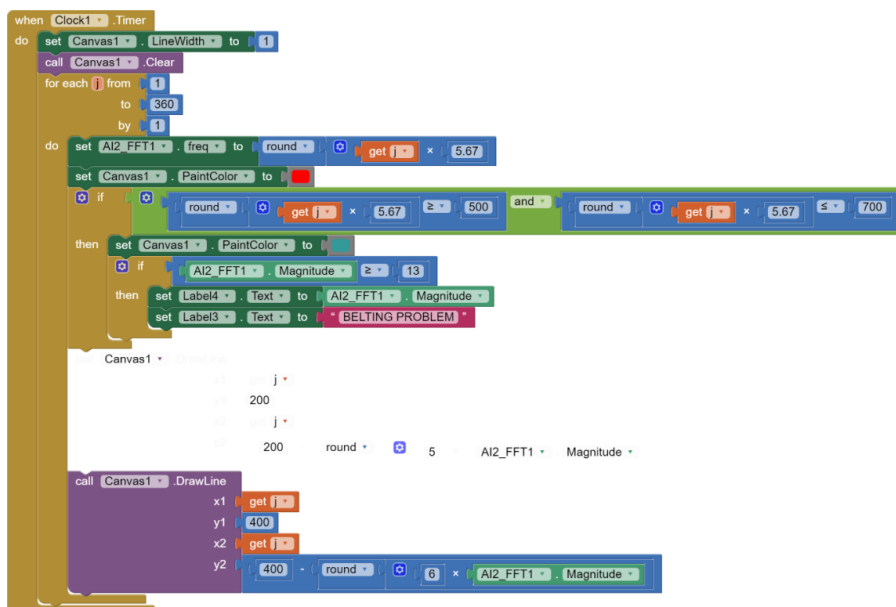 when Clock1 .Timer
do set Canvas1 . LineWidth to 1
call Canvas1 .Clear
for each j from 1
to 360
by 1
do set AI2_FFT1 . freq to round get j × 5.67
set Canvas1 . PaintColor to
if round get j × 5.67 ≥ 500 and round get j × 5.67 ≤ 700
then set Canvas1 . PaintColor to
if AI2_FFT1 . Magnitude ≥ 13
then set Label4 . Text to AI2_FFT1 . Magnitude
set Label3 . Text to " BELTING PROBLEM "
call Canvas1 .DrawLine
x1 get j
y1 200
x2 get j
y2 200 round 5 AI2_FFT1 Magnitude
call Canvas1 .DrawLine
x1 get j
y1 400
x2 get j
y2 400 - round 6 × AI2_FFT1 . Magnitude